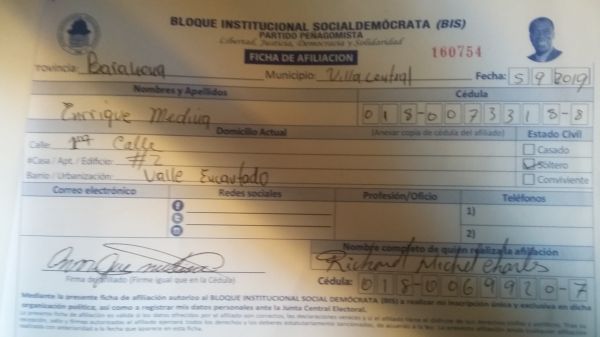 BLOQUE INSTITUCIONAL SOCIALDEMÓCRATA (BIS)
PARTIDO PEÑAGOMISTA
Libertad, Justicia, Democracia y Solidaridad
FICHA DE AFILIACION
160754
Provincia: Barahona Municipio: Villa Central Fecha: 5/9/2019
Nombres y Apellidos Cédula
Enrique Medina 018-0073318-8
Domicilio Actual (Anexar copia de cédula del afiliado) Estado Civil
Calle: 1ra Calle Casado
#Casa / Apt. / Edificio: #2 Soltero
Barrio / Urbanización: Valle Encantado Conviviente
Correo electrónico Redes sociales Profesión/Oficio Teléfonos
1)
2)
Nombre completo de quién realiza la afiliación
Richard Michel Charles
Firma del afiliado (Firme igual que en la Cédula) Cédula: 018-0069920-7
Mediante la presente ficha de afiliación autorizo al BLOQUE INSTITUCIONAL SOCIAL DEMÓCRATA (BIS) a realizar mi inscripción única y exclusiva en dicha
organización política, así como a registrar mis datos personales ante la Junta Central Electoral.